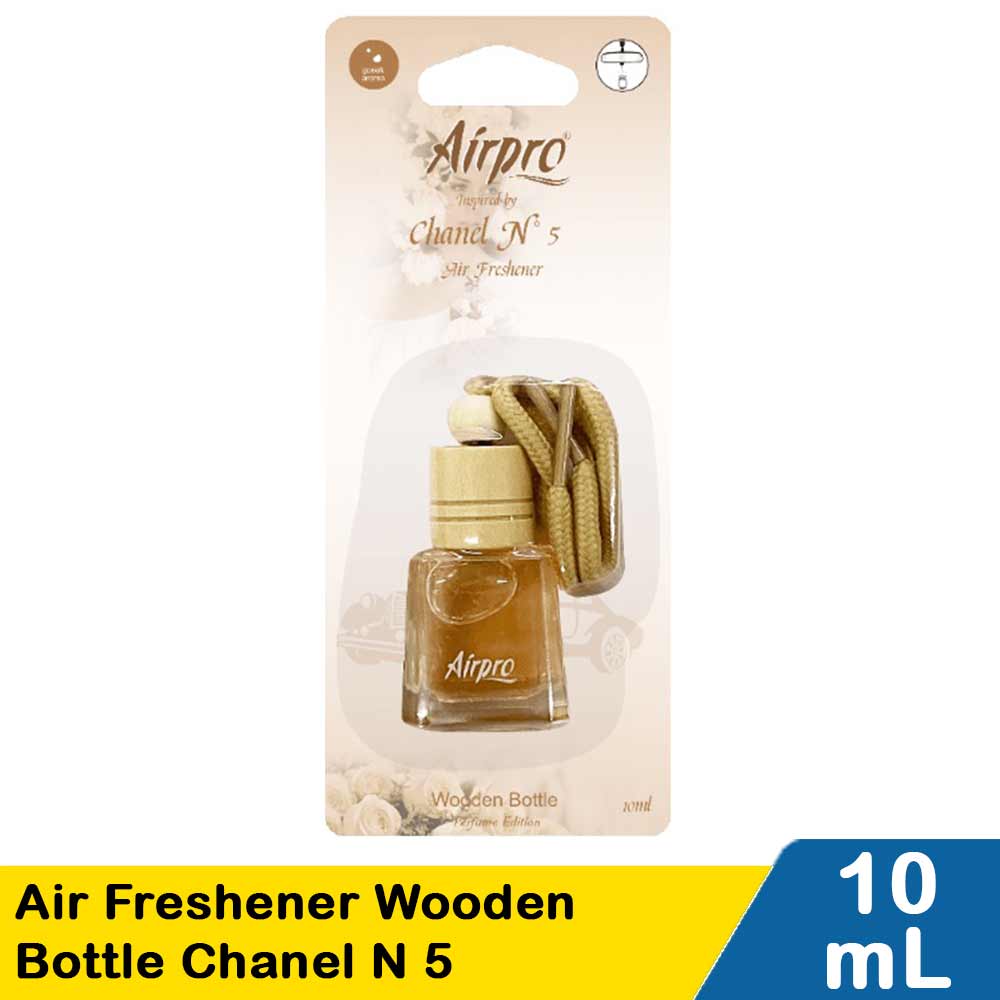 Airpro®
Inspired by
Chanel N° 5
Air Freshener
Airpro
Wooden Bottle
Perfume Edition
10ml
Air Freshener Wooden
Bottle Chanel N 5
10
mL